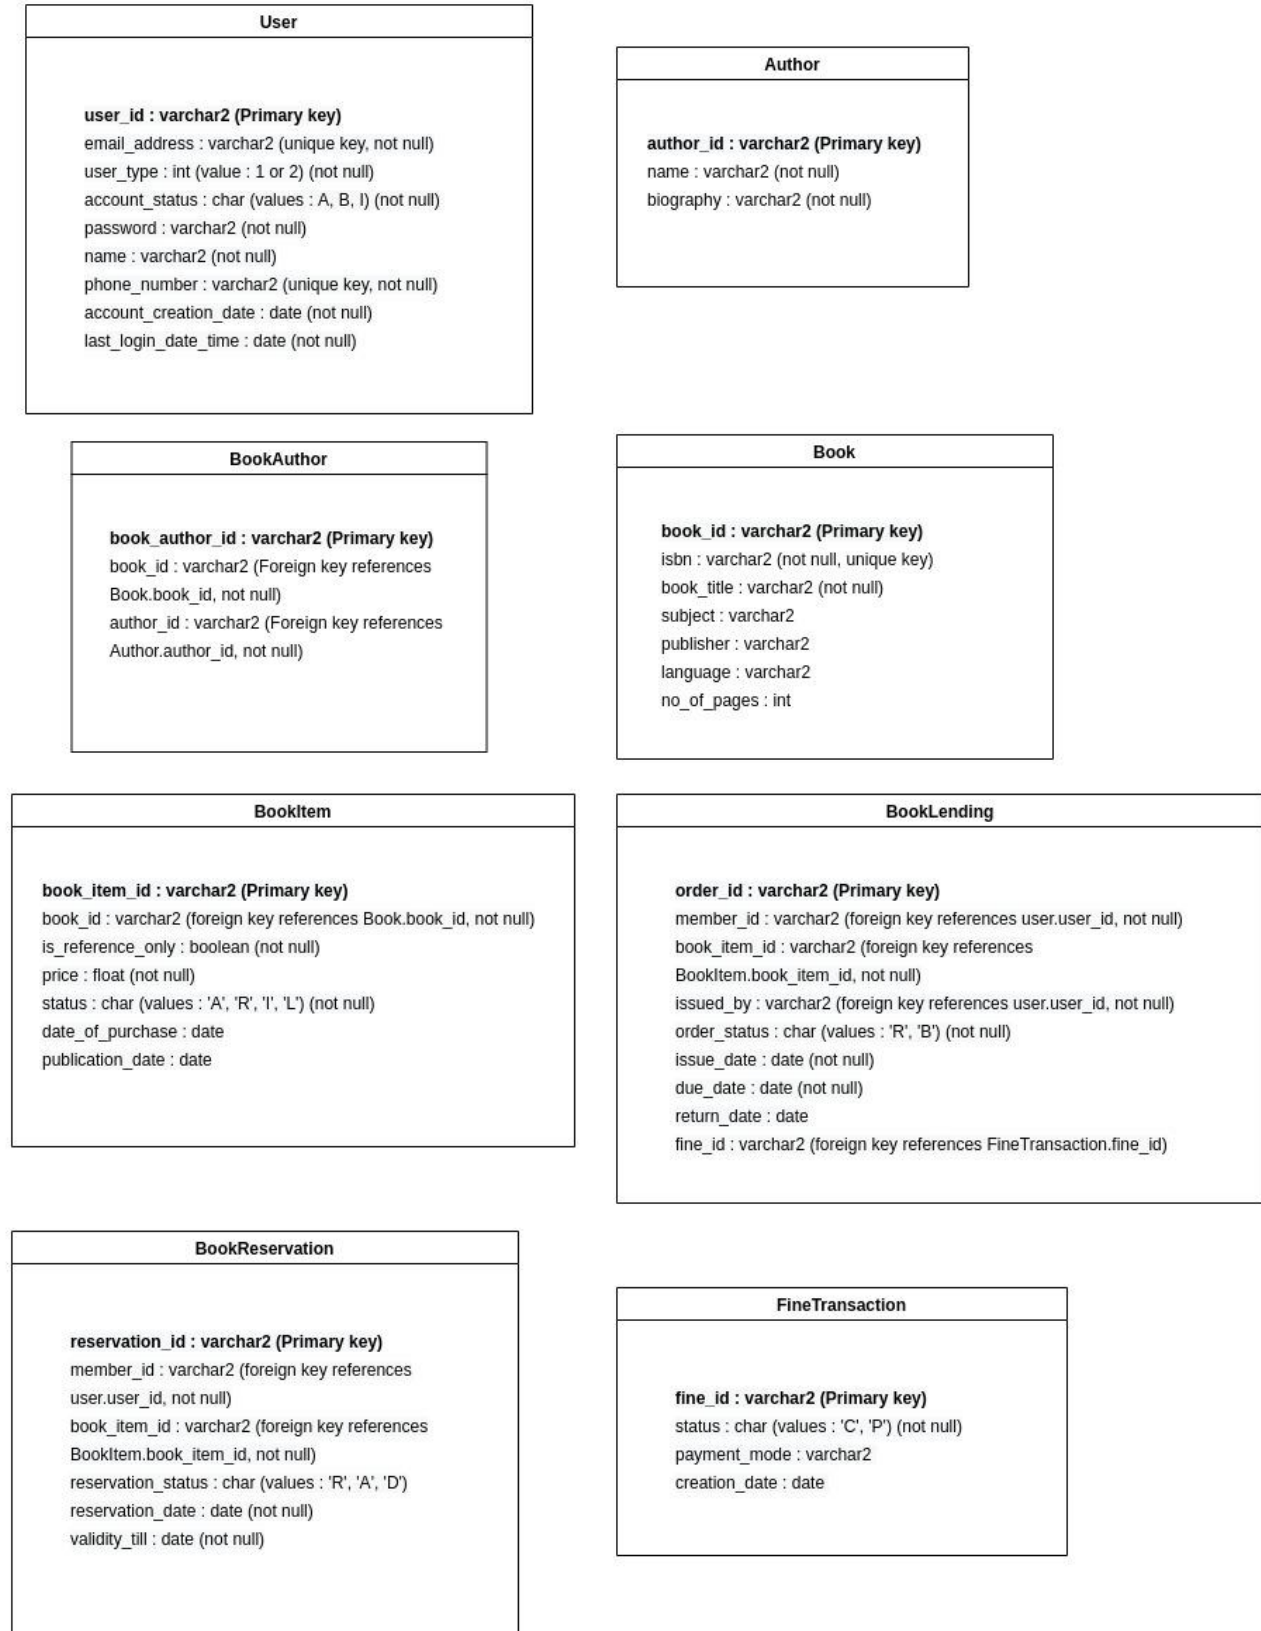 User
user_id : varchar2 (Primary key)
email_address : varchar2 (unique key, not null)
user_type : int (value : 1 or 2) (not null)
account_status : char (values : A, B, I) (not null)
password : varchar2 (not null)
name : varchar2 (not null)
phone_number : varchar2 (unique key, not null)
account_creation_date : date (not null)
last_login_date_time : date (not null)
Author
author_id : varchar2 (Primary key)
name : varchar2 (not null)
biography : varchar2 (not null)
BookAuthor
book_author_id : varchar2 (Primary key)
book_id : varchar2 (Foreign key references
Book.book_id, not null)
author_id : varchar2 (Foreign key references
Author.author_id, not null)
Book
book_id : varchar2 (Primary key)
isbn : varchar2 (not null, unique key)
book_title : varchar2 (not null)
subject : varchar2
publisher : varchar2
language : varchar2
no_of_pages : int
BookItem
book_item_id : varchar2 (Primary key)
book_id : varchar2 (foreign key references Book.book_id, not null)
is_reference_only : boolean (not null)
price : float (not null)
status : char (values : 'A', 'R', 'I', 'L') (not null)
date_of_purchase : date
publication_date : date
BookLending
order_id : varchar2 (Primary key)
member_id : varchar2 (foreign key references user.user_id, not null)
book_item_id : varchar2 (foreign key references
BookItem.book_item_id, not null)
issued_by : varchar2 (foreign key references user.user_id, not null)
order_status : char (values : 'R', 'B') (not null)
issue_date : date (not null)
due_date : date (not null)
return_date : date
fine_id : varchar2 (foreign key references FineTransaction.fine_id)
BookReservation
reservation_id : varchar2 (Primary key)
member_id : varchar2 (foreign key references
user.user_id, not null)
book_item_id : varchar2 (foreign key references
BookItem.book_item_id, not null)
reservation_status : char (values : 'R', 'A', 'D')
reservation_date : date (not null)
validity_till : date (not null)
FineTransaction
fine_id : varchar2 (Primary key)
status : char (values : 'C', 'P') (not null)
payment_mode : varchar2
creation_date : date